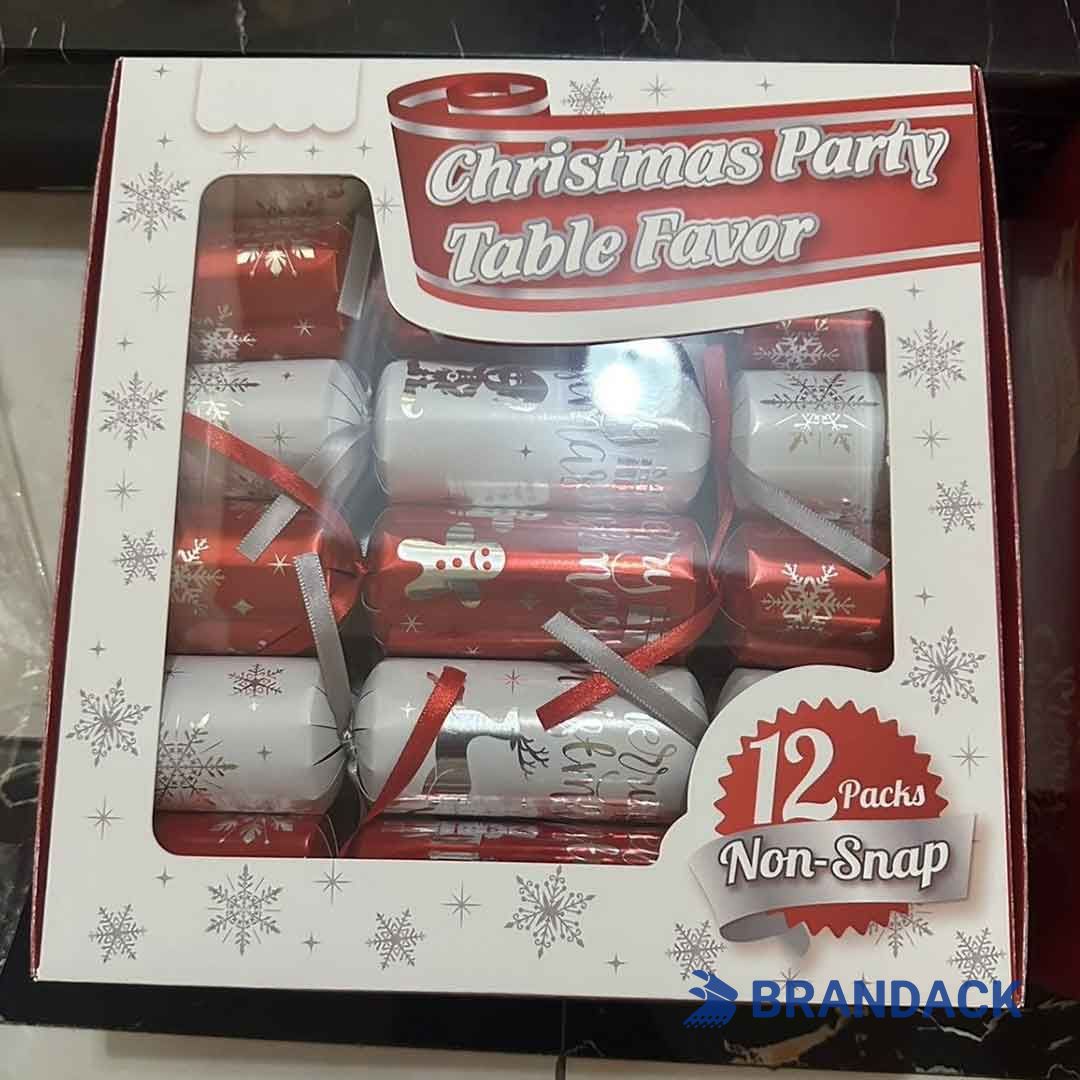 Christmas Party
Table Favor
12 Packs
Non-Snap
BRANDACK